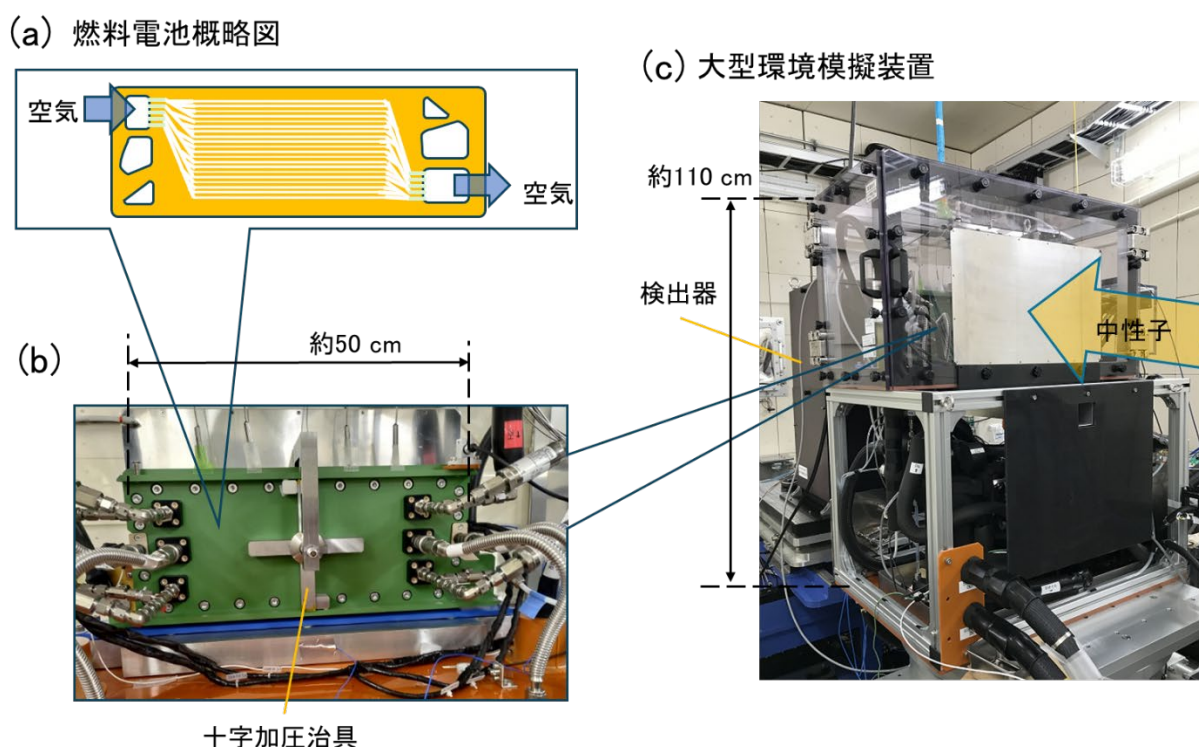 (a) 燃料電池概略図
空気
空気
(b)
約50 cm
十字加圧治具
(c) 大型環境模擬装置
約110 cm
検出器
中性子